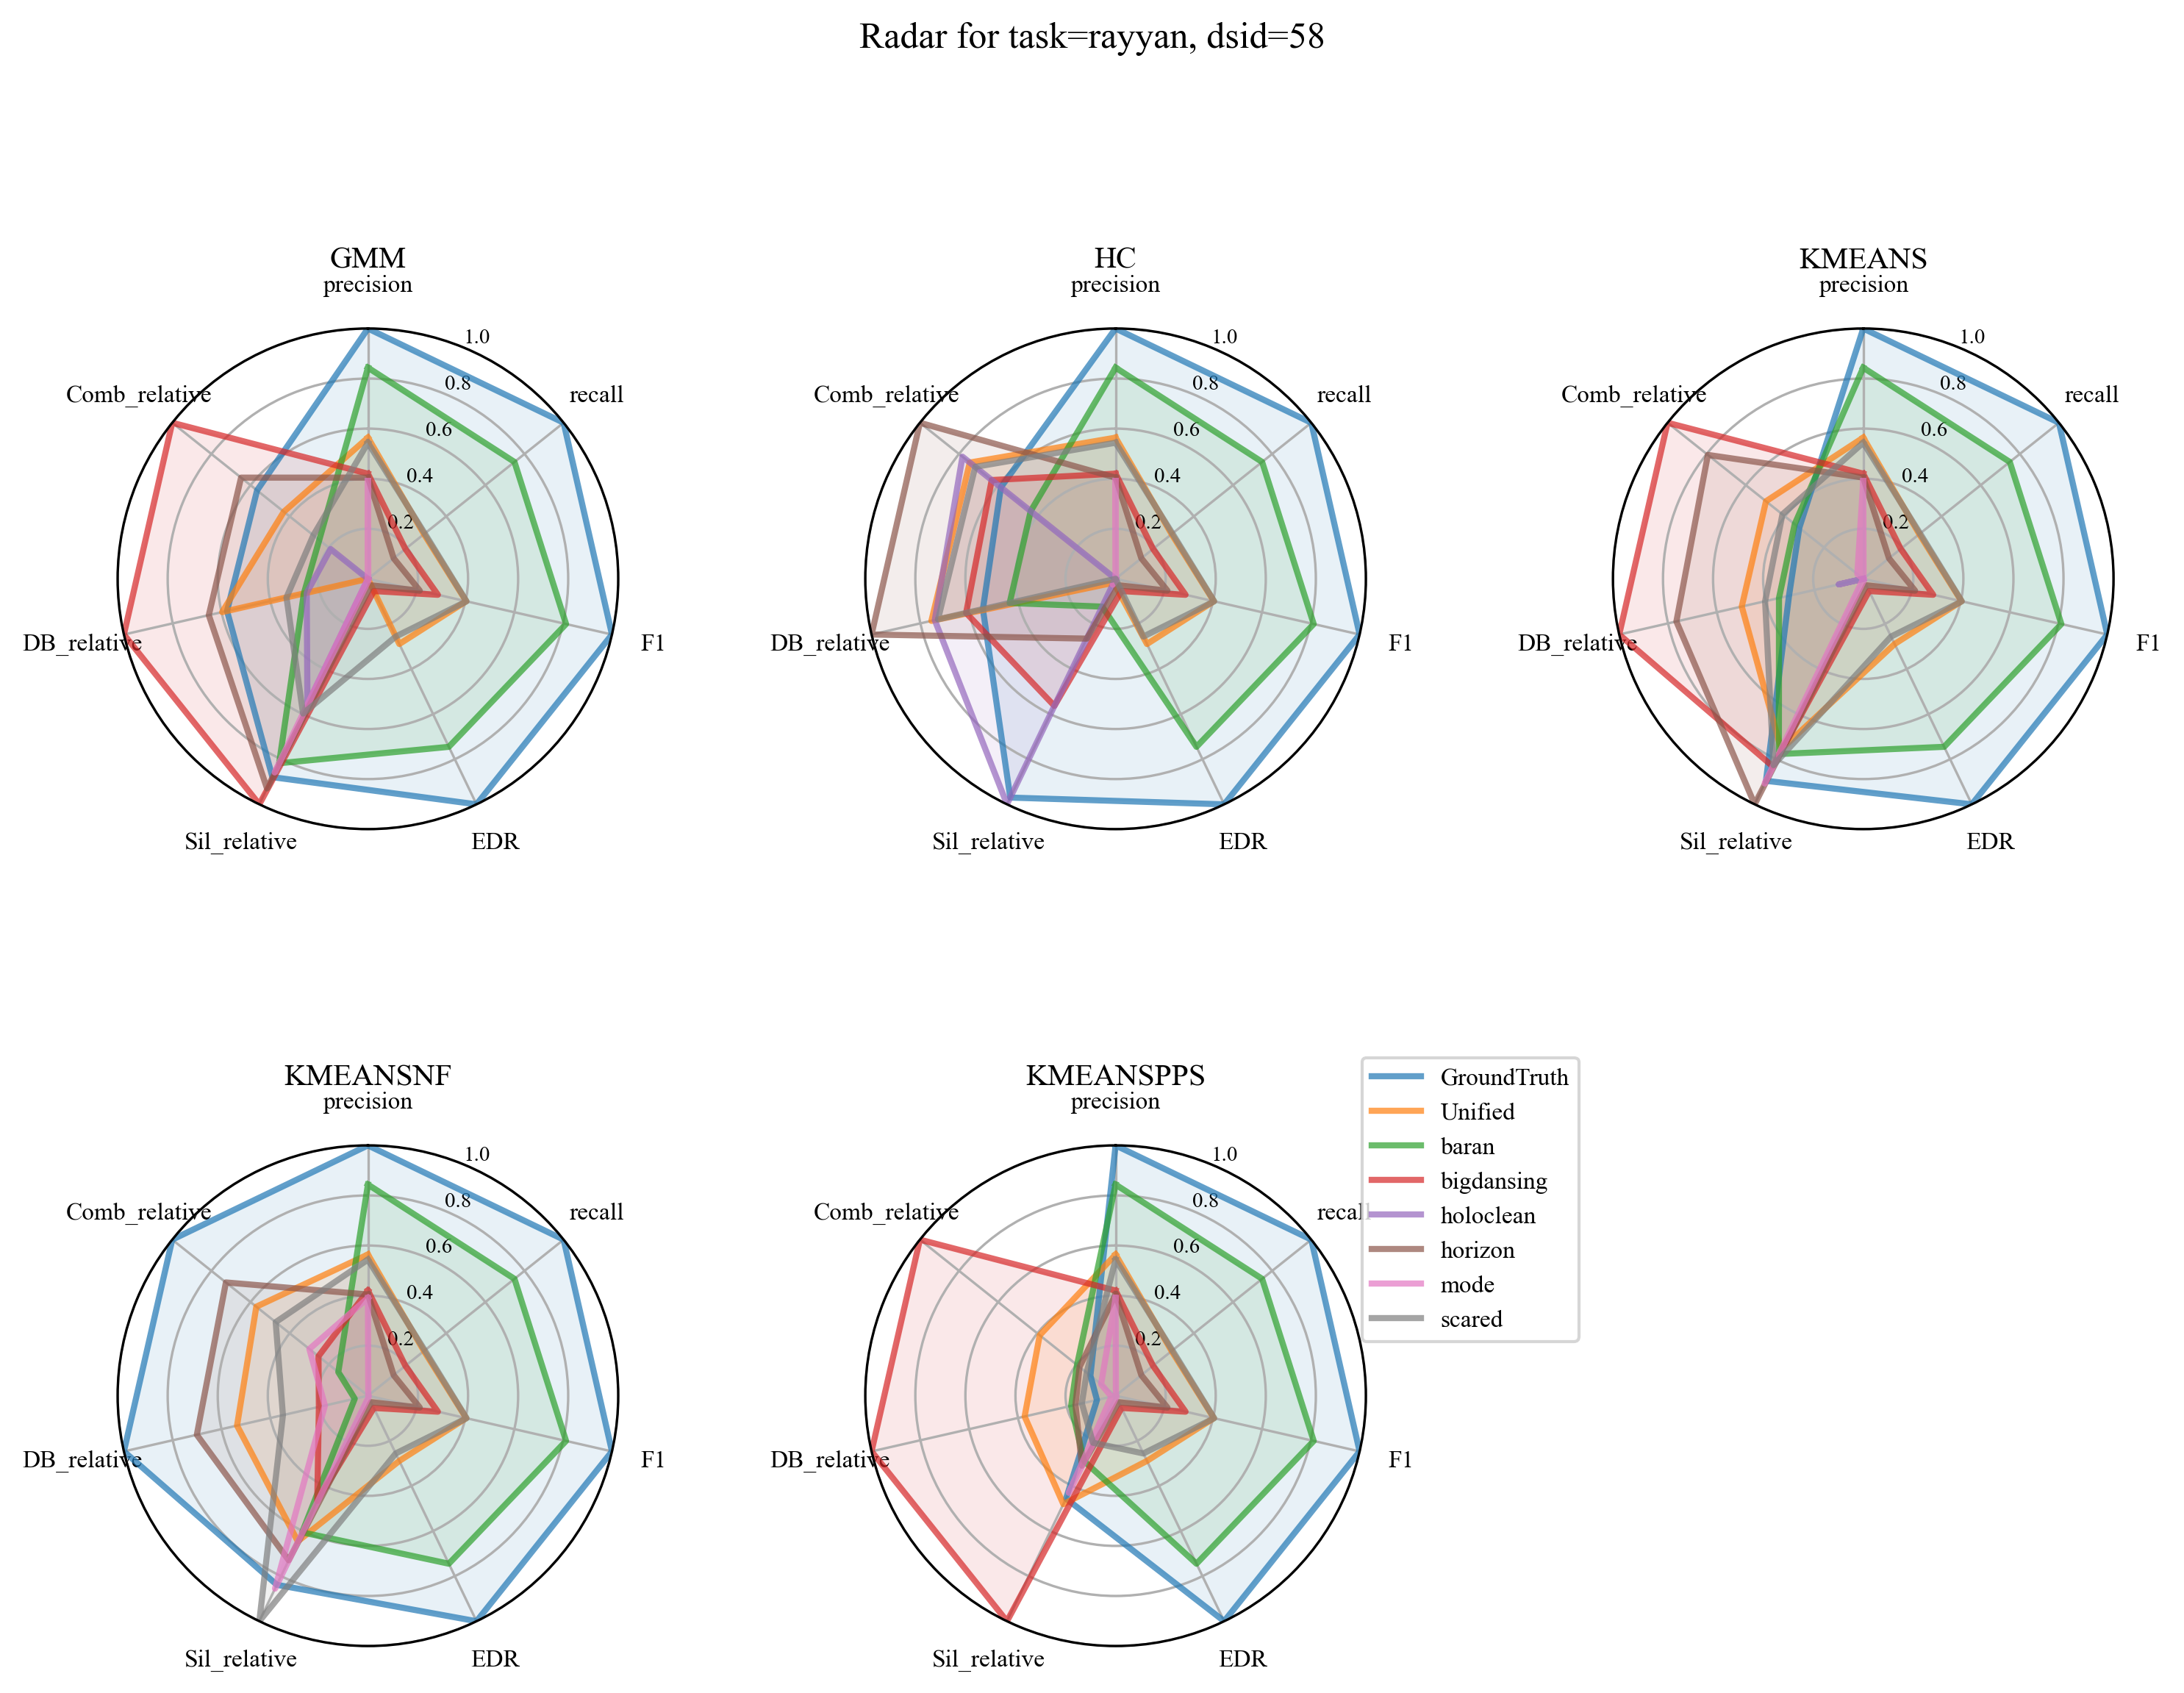 Radar for task=rayyan, dsid=58
GMM
precision
1.0
0.8
0.6
0.4
0.2
recall
Comb_relative
DB_relative
F1
Sil_relative
EDR
HC
precision
1.0
0.8
0.6
0.4
0.2
recall
Comb_relative
DB_relative
F1
Sil_relative
EDR
KMEANS
precision
1.0
0.8
0.6
0.4
0.2
recall
Comb_relative
DB_relative
F1
Sil_relative
EDR
KMEANSNF
precision
1.0
0.8
0.6
0.4
0.2
recall
Comb_relative
DB_relative
F1
Sil_relative
EDR
KMEANSPPS
precision
1.0
0.8
0.6
0.4
0.2
recall
Comb_relative
DB_relative
F1
Sil_relative
EDR
GroundTruth
Unified
baran
bigdansing
holoclean
horizon
mode
scared